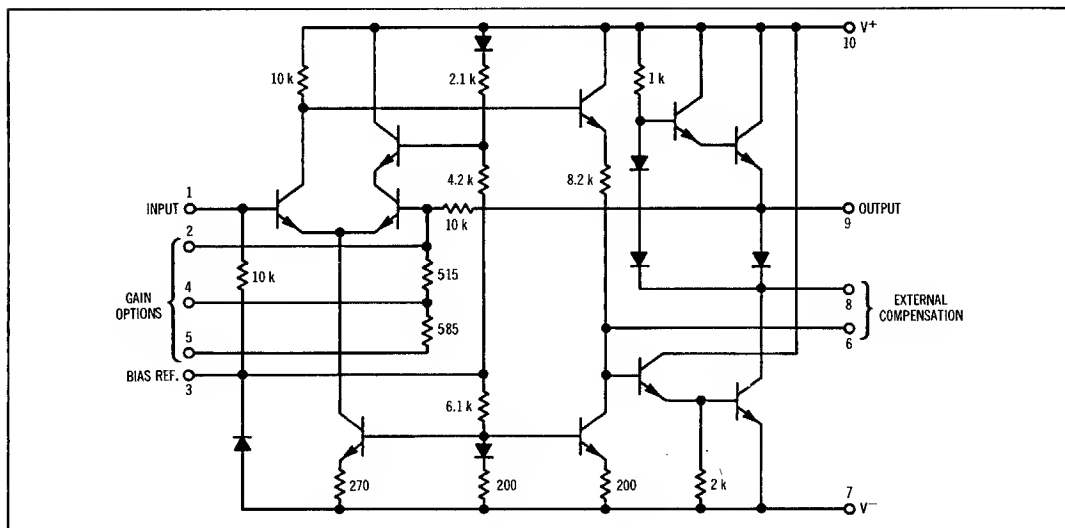 10
V+
10 k
2.1 k
1 k
1
INPUT
4.2 k
8.2 k
10 k
OUTPUT
9
2
10 k
515
GAIN
OPTIONS
4
585
8
EXTERNAL
COMPENSATION
6
5
BIAS REF.
3
6.1 k
270
200
200
2 k
7
V−